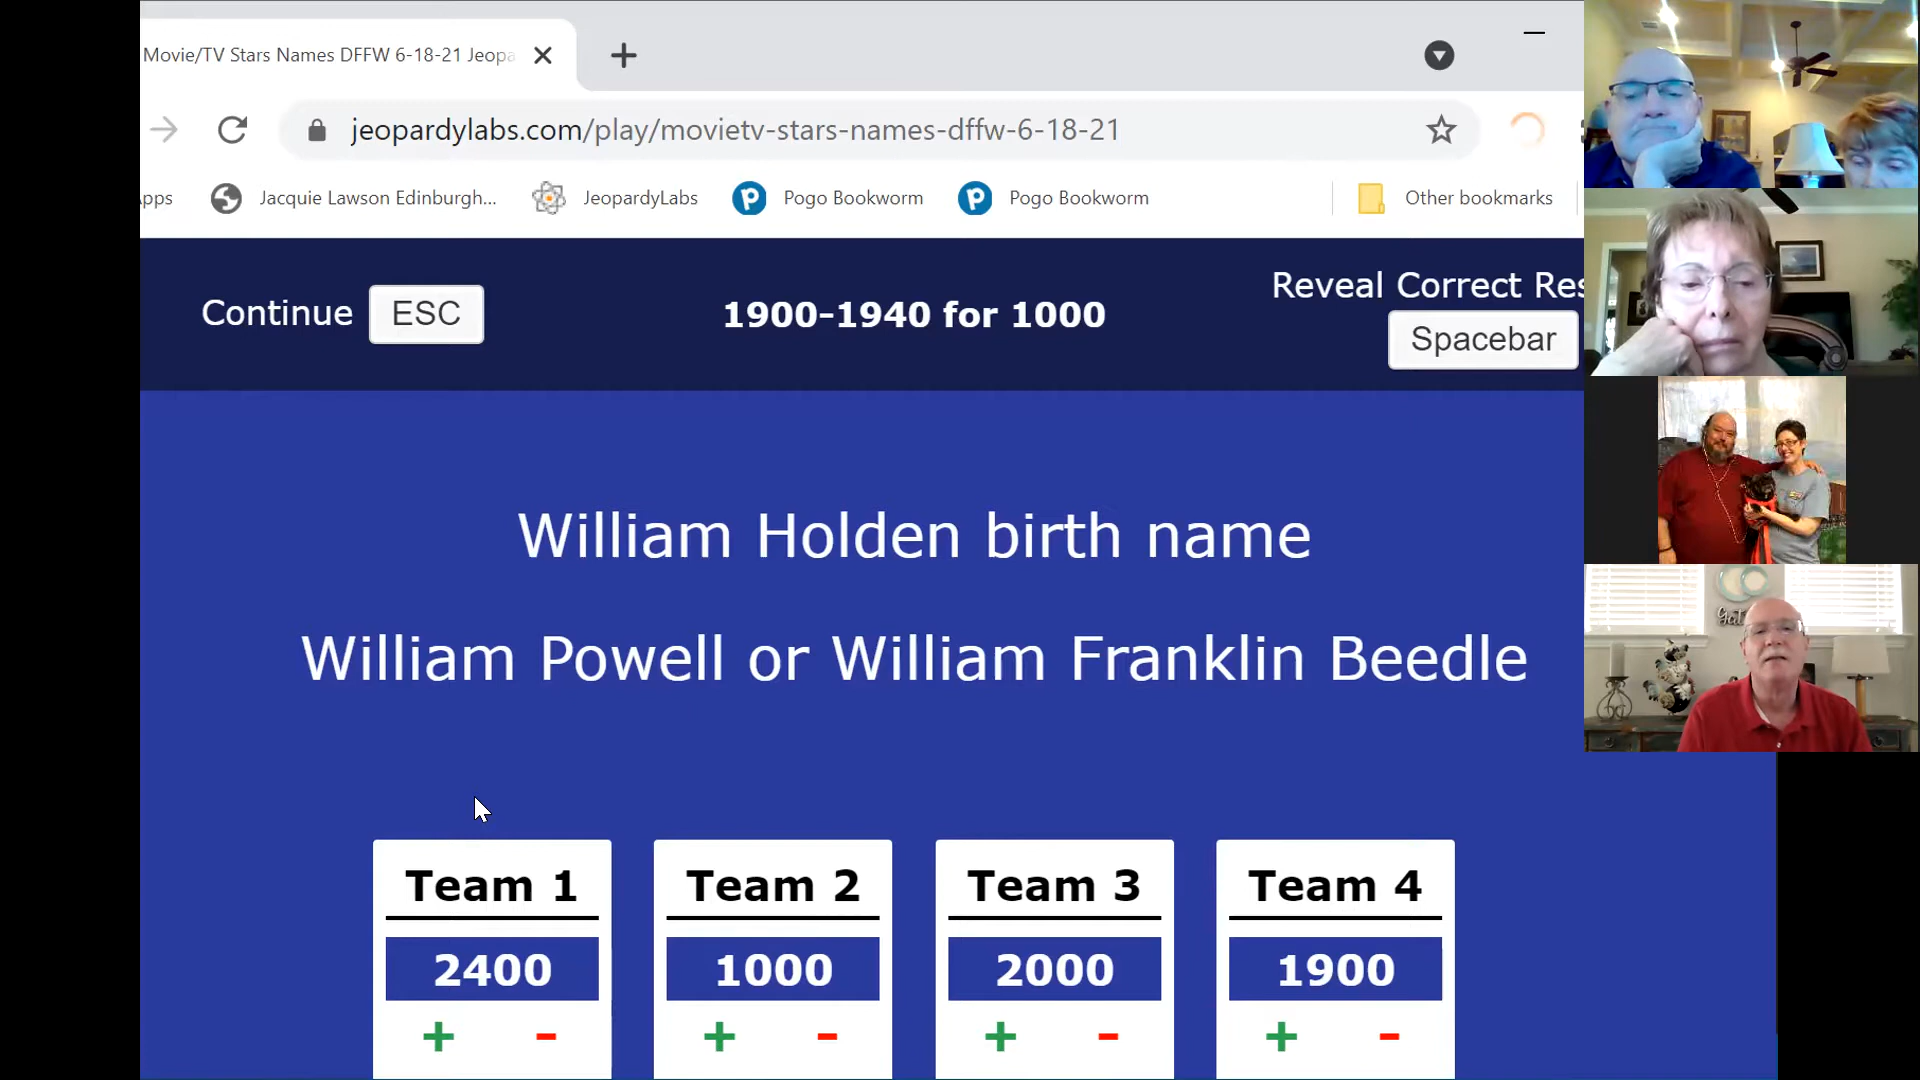 Movie/TV Stars Names DFFW 6-18-21 Jeopa
jeopardylabs.com/play/movietv-stars-names-dffw-6-18-21
pps
Jacquie Lawson Edinburgh...
JeopardyLabs
Pogo Bookworm
Pogo Bookworm
Other bookmarks
Continue ESC
1900-1940 for 1000
Reveal Correct Res
Spacebar
William Holden birth name
William Powell or William Franklin Beedle
Team 1 Team 2 Team 3 Team 4
2400 1000 2000 1900
+ - + - + - + -